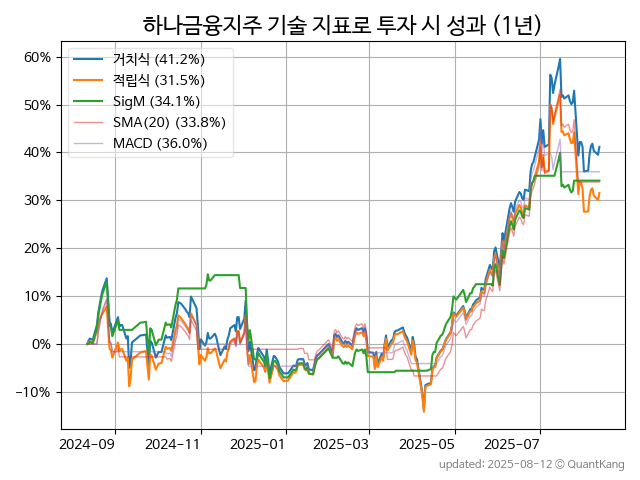 하나금융지주 기술 지표로 투자 시 성과 (1년)
60%
50%
40%
30%
20%
10%
0%
−10%
거치식 (41.2%)
적립식 (31.5%)
SigM (34.1%)
SMA(20) (33.8%)
MACD (36.0%)
2024-09 2024-11 2025-01 2025-03 2025-05 2025-07
updated: 2025-08-12 © QuantKang